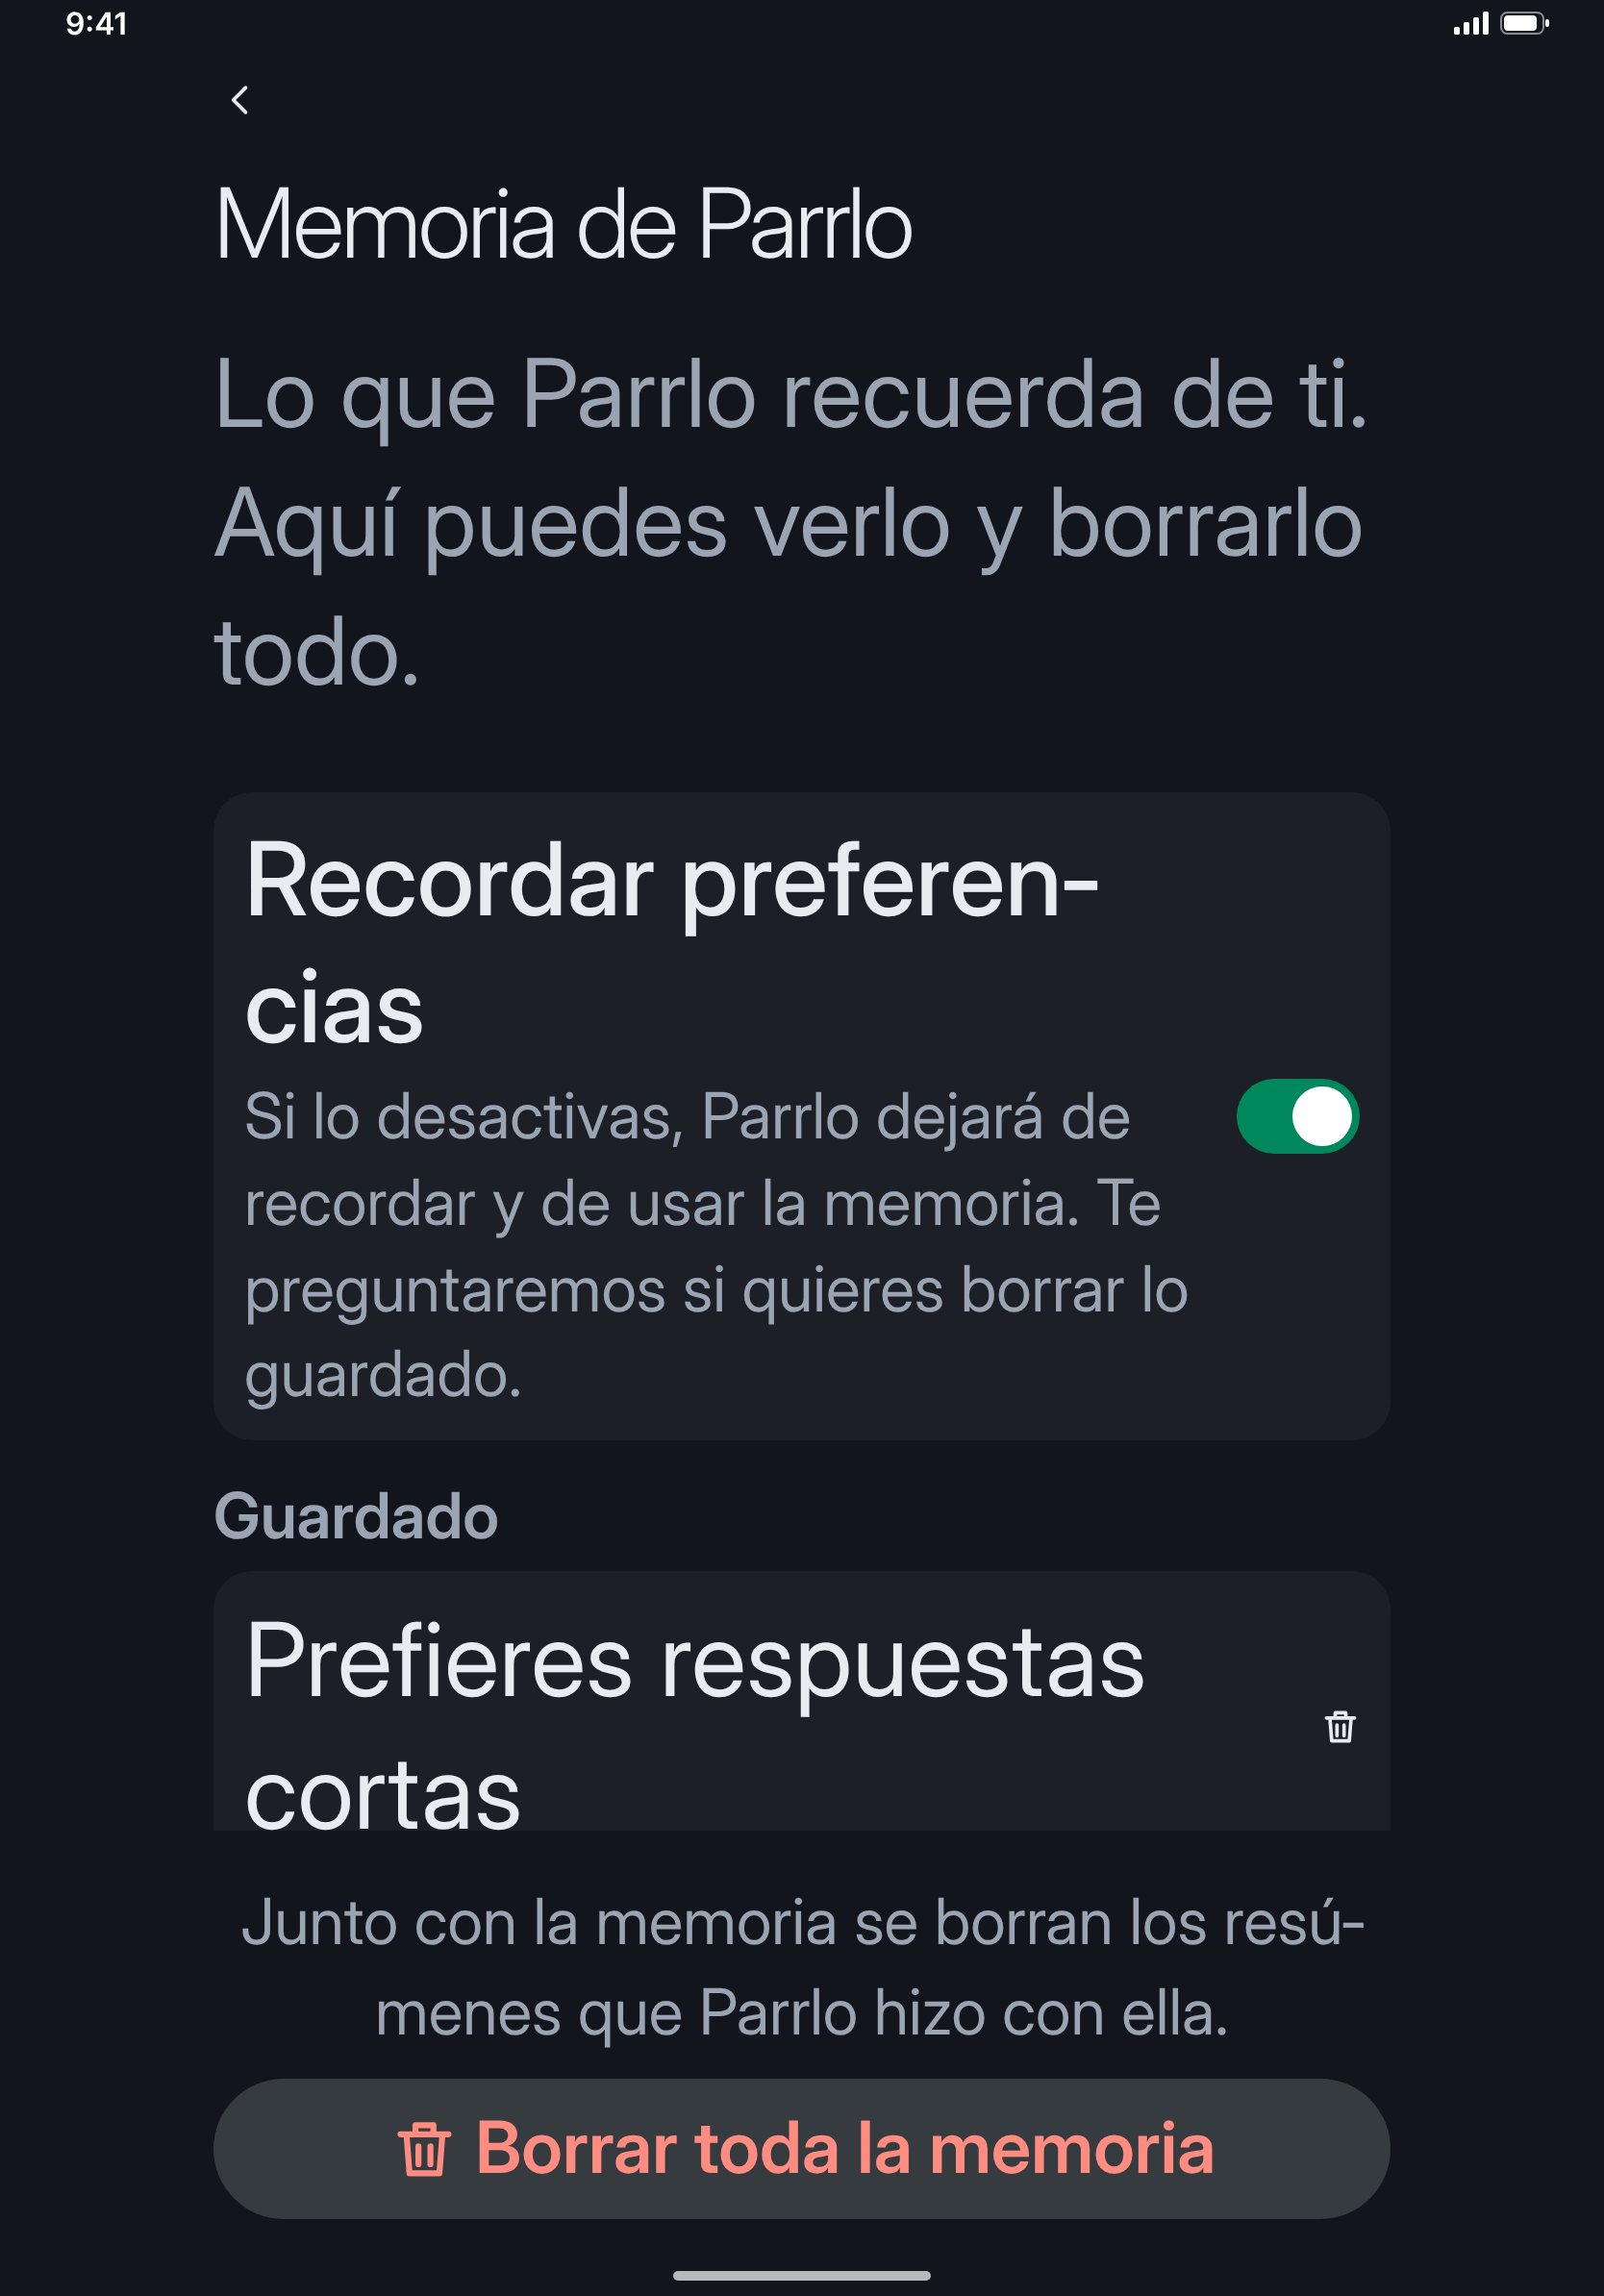 9:41
Memoria de Parrlo
Lo que Parrlo recuerda de ti.
Aquí puedes verlo y borrarlo
todo.
Recordar preferen-
cias
Si lo desactivas, Parrlo dejará de
recordar y de usar la memoria. Te
preguntaremos si quieres borrar lo
guardado.
Guardado
Prefieres respuestas
cortas
Junto con la memoria se borran los resú-
menes que Parrlo hizo con ella.
Borrar toda la memoria